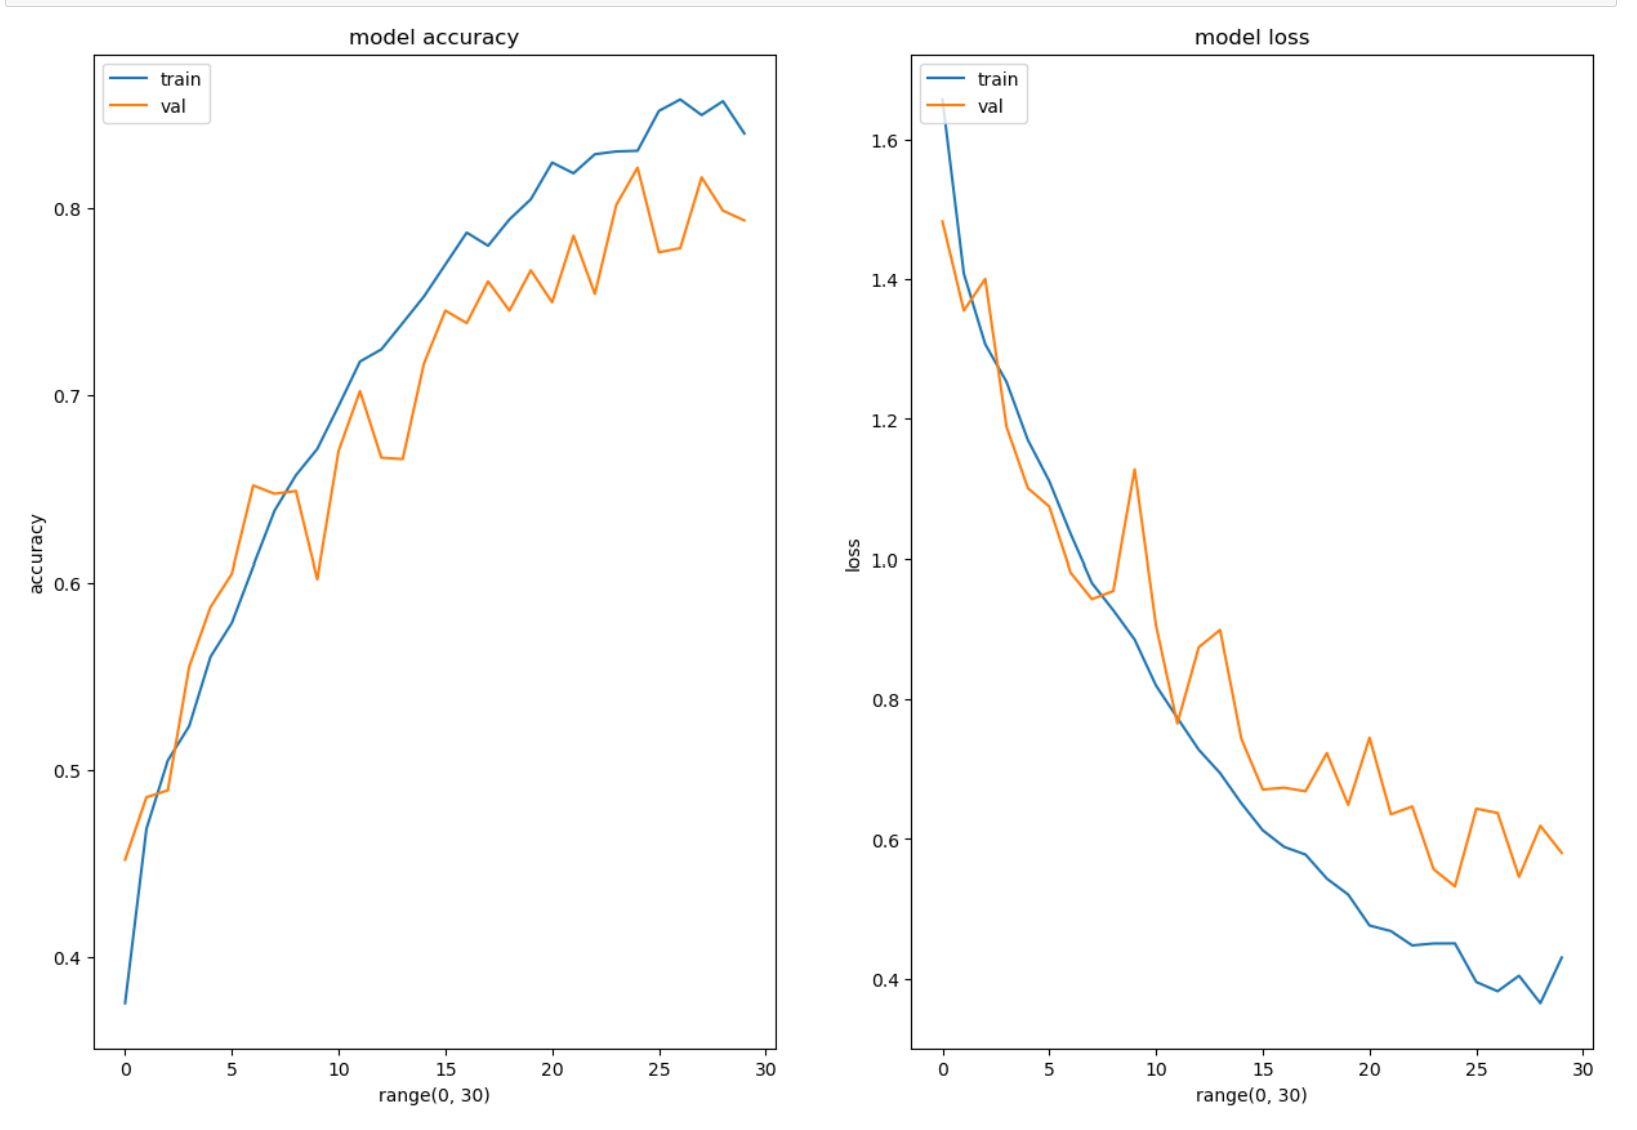 model accuracy
train
val
0.8
0.7
0.6
0.5
0.4
accuracy
0 5 10 15 20 25 30
range(0, 30)
model loss
train
val
1.6
1.4
1.2
1.0
0.8
0.6
0.4
loss
0 5 10 15 20 25 30
range(0, 30)